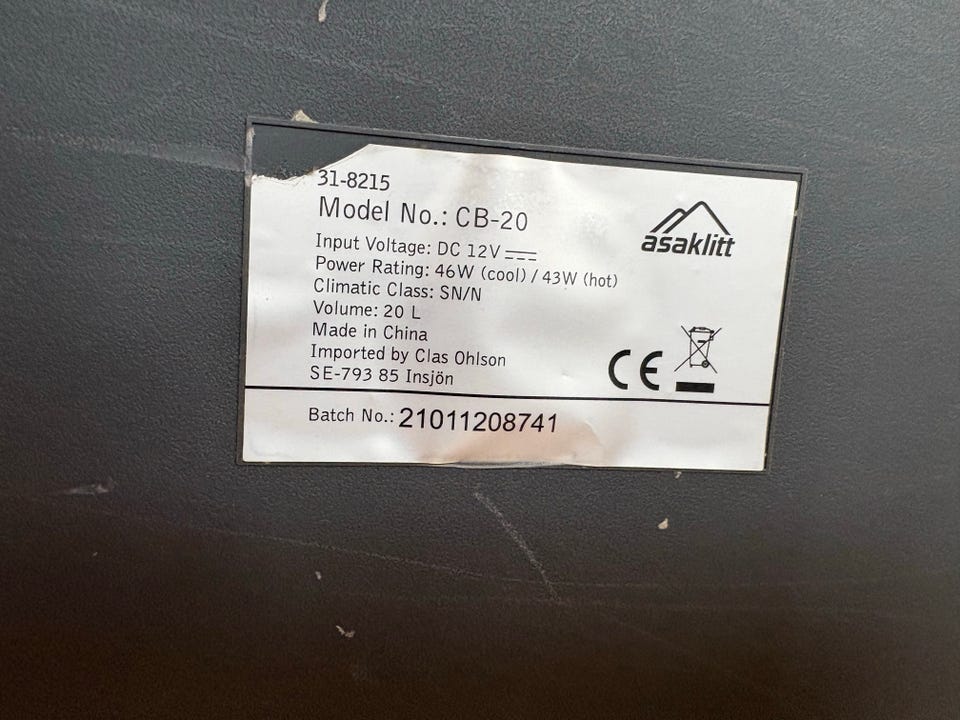 31-8215
Model No.: CB-20
Input Voltage: DC 12V
Power Rating: 46W (cool) / 43W (hot)
Climatic Class: SN/N
Volume: 20 L
Made in China
Imported by Clas Ohlson
SE-793 85 Insjön
asaklitt
CE
Batch No.: 21011208741